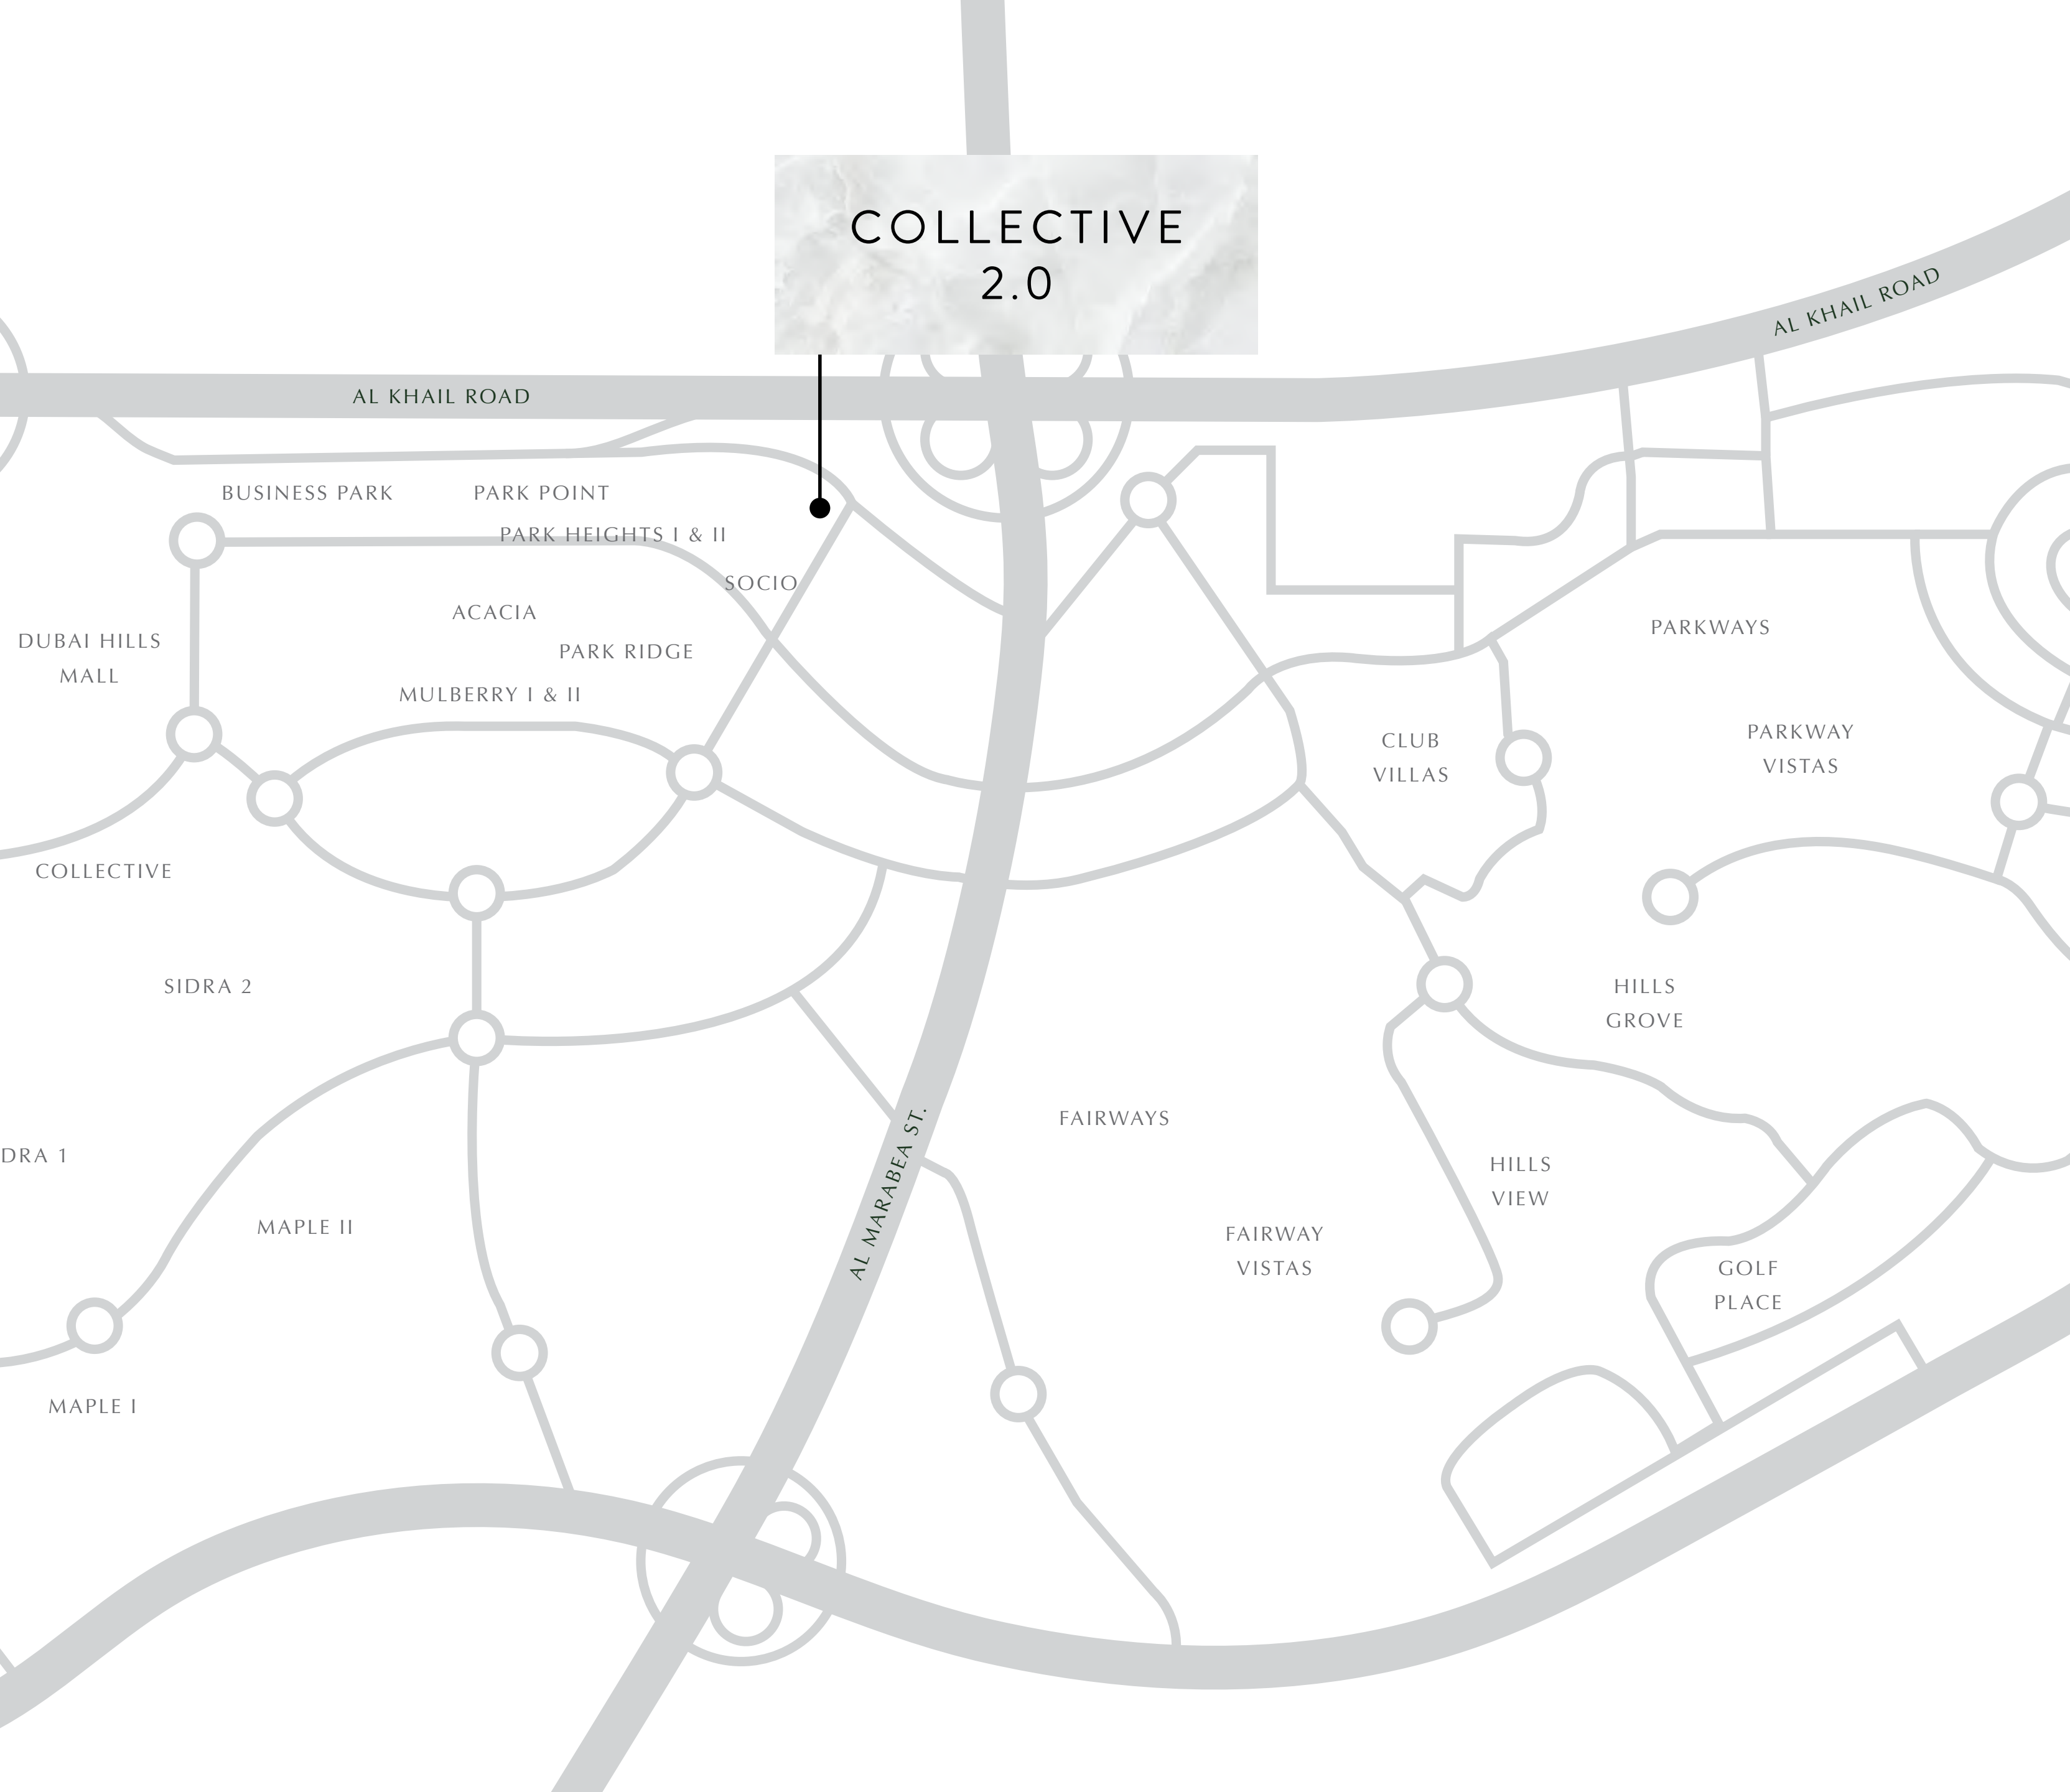 COLLECTIVE
2.0
AL KHAIL ROAD
AL KHAIL ROAD
BUSINESS PARK
PARK POINT
PARK HEIGHTS I & II
SOCIO
ACACIA
DUBAI HILLS
MALL
PARK RIDGE
MULBERRY I & II
PARKWAYS
CLUB
VILLAS
PARKWAY
VISTAS
COLLECTIVE
SIDRA 2
HILLS
GROVE
FAIRWAYS
DRA 1
AL MARABEA ST.
HILLS
VIEW
MAPLE II
FAIRWAY
VISTAS
GOLF
PLACE
MAPLE I